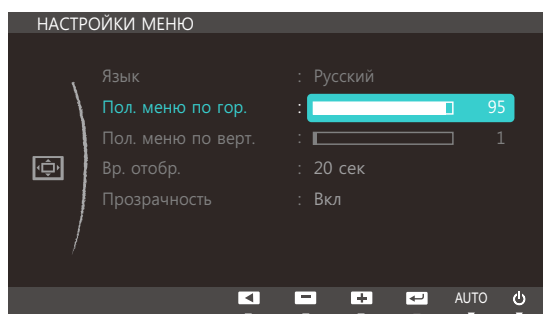 НАСТРОЙКИ МЕНЮ
Язык : Русский
Пол. меню по гор. : 95
Пол. меню по верт. : 1
Вр. отобр. : 20 сек
Прозрачность : Вкл
AUTO